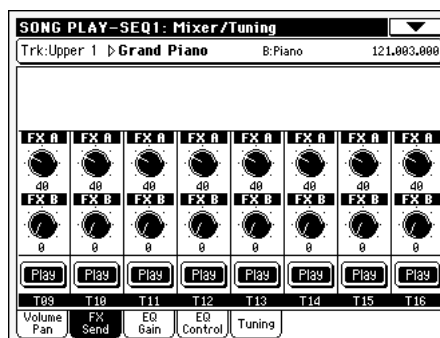 SONG PLAY-SEQ1: Mixer/Tuning
Trk:Upper 1 ▷Grand Piano B:Piano 121.003.000
FX A FX A FX A FX A FX A FX A FX A FX A
40 40 40 40 40 40 40 40
FX B FX B FX B FX B FX B FX B FX B FX B
0 0 0 0 0 0 0 0
Play Play Play Play Play Play Play Play
T09 T10 T11 T12 T13 T14 T15 T16
Volume Pan FX Send EQ Gain EQ Control Tuning